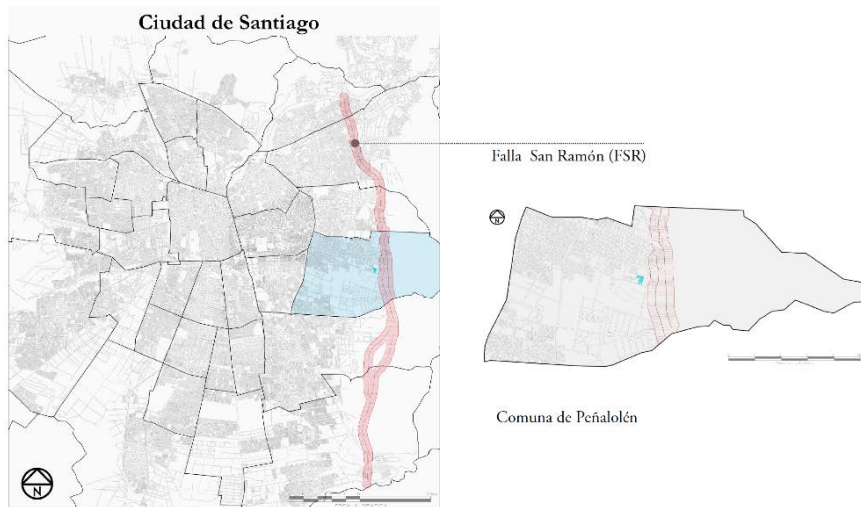 Ciudad de Santiago
Falla San Ramón (FSR)
N
Comuna de Peñalolén
N